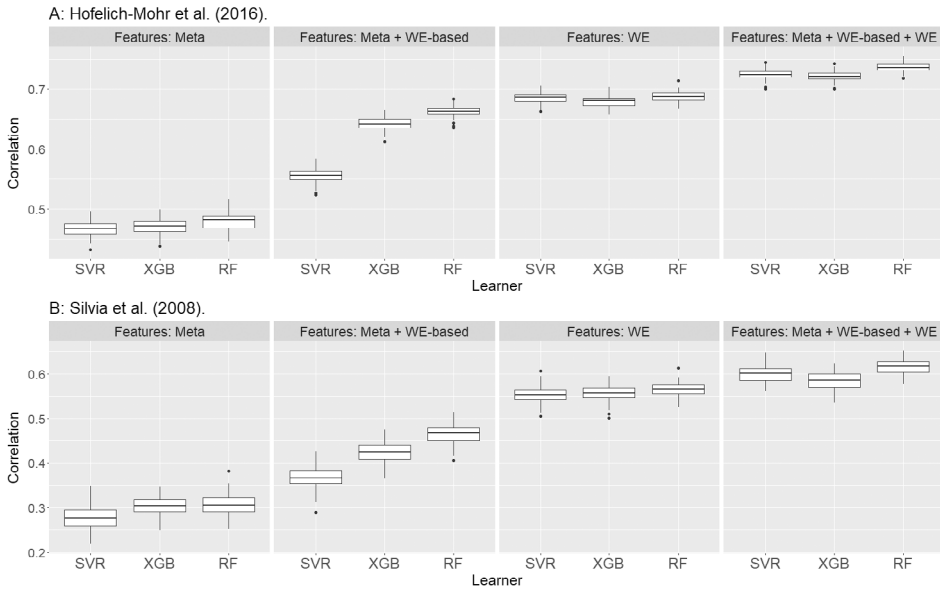 A: Hofelich-Mohr et al. (2016).
Features: Meta Features: Meta + WE-based Features: WE Features: Meta + WE-based + WE
0.7
0.6
0.5
Correlation
SVR XGB RF SVR XGB RF SVR XGB RF SVR XGB RF
Learner
B: Silvia et al. (2008).
Features: Meta Features: Meta + WE-based Features: WE Features: Meta + WE-based + WE
0.6
0.5
0.4
0.3
0.2
Correlation
SVR XGB RF SVR XGB RF SVR XGB RF SVR XGB RF
Learner